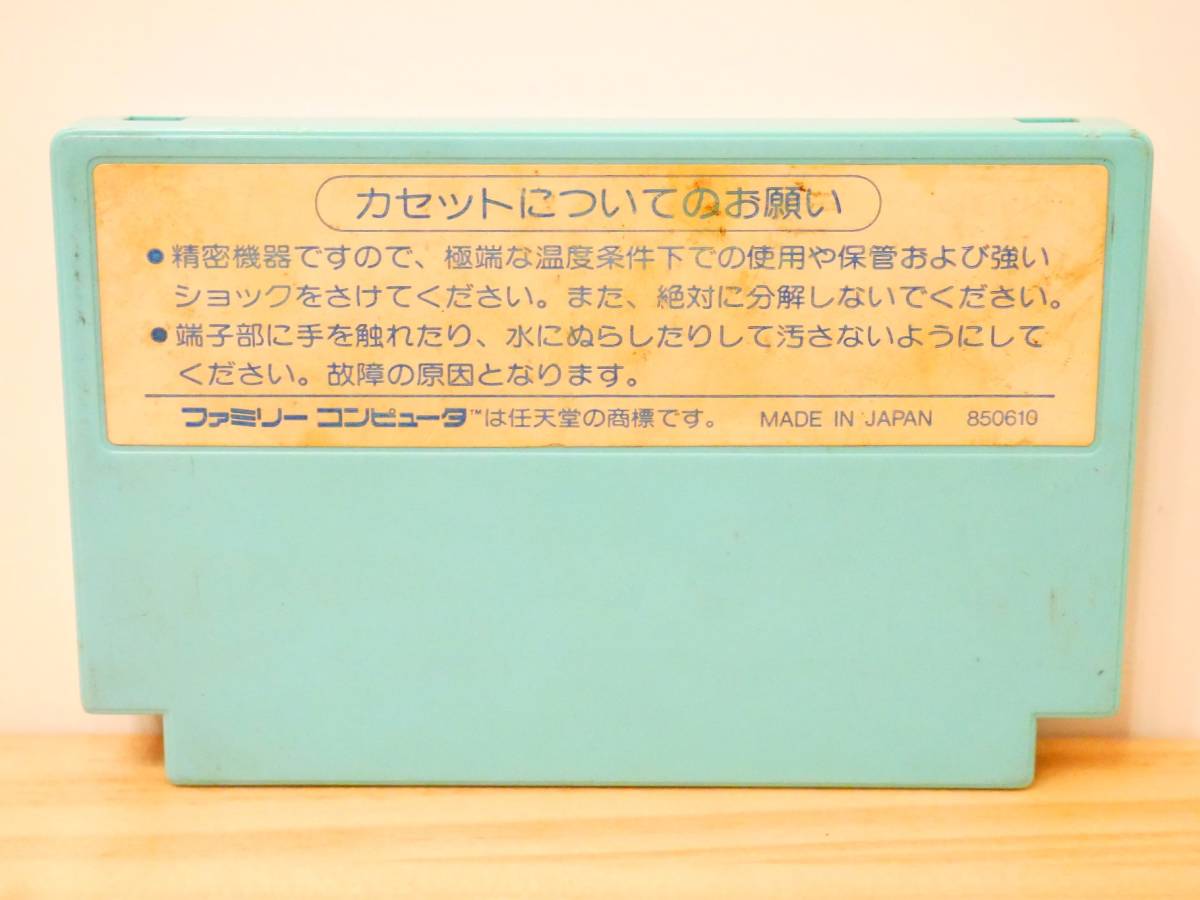 カセットについてのお願い
●精密機器ですので、極端な温度条件下での使用や保管および強い
ショックをさけてください。また、絶対に分解しないでください。
●端子部に手を触れたり、水にぬらしたりして汚さないようにして
ください。故障の原因となります。
ファミリーコンピュータ™は任天堂の商標です。 MADE IN JAPAN 850610